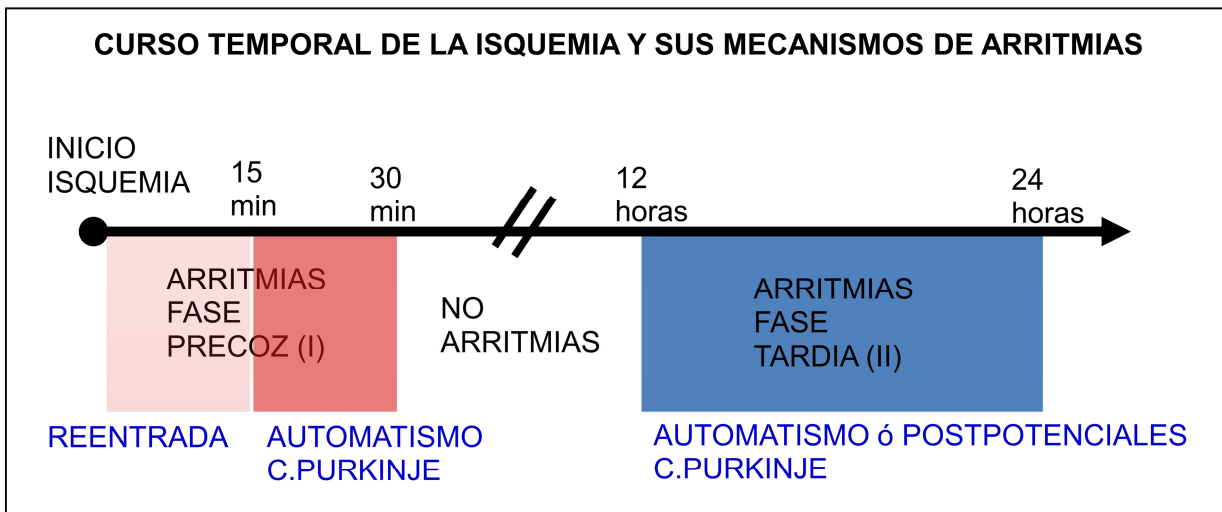 CURSO TEMPORAL DE LA ISQUEMIA Y SUS MECANISMOS DE ARRITMIAS
INICIO
ISQUEMIA
15
min
30
min
12
horas
24
horas
ARRITMIAS
FASE
PRECOZ (I)
NO
ARRITMIAS
ARRITMIAS
FASE
TARDIA (II)
REENTRADA
AUTOMATISMO
C.PURKINJE
AUTOMATISMO ó POSTPOTENCIALES
C.PURKINJE